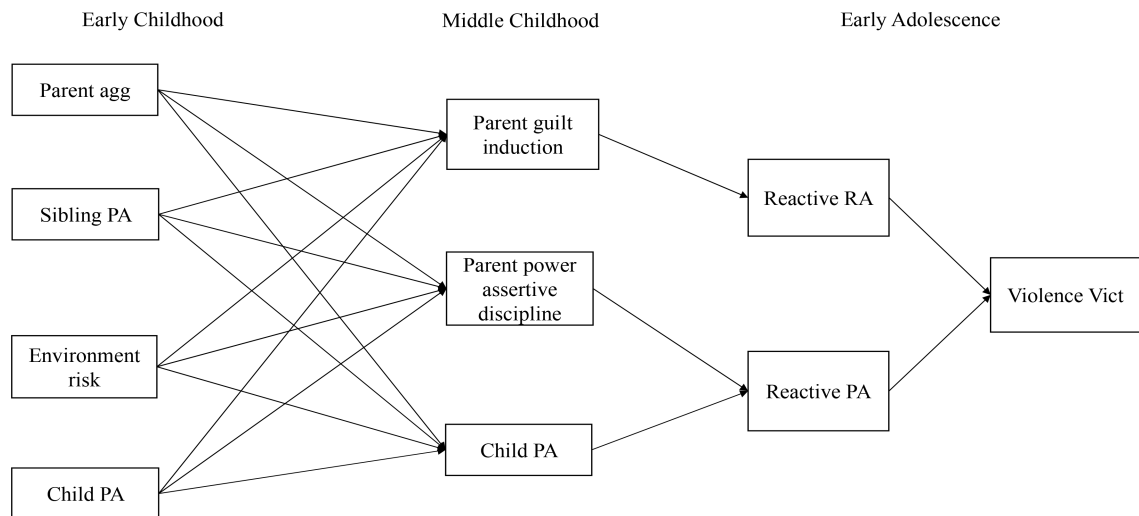 Early Childhood
Middle Childhood
Early Adolescence
Parent agg
Sibling PA
Environment
risk
Child PA
Parent guilt
induction
Parent power
assertive
discipline
Child PA
Reactive RA
Reactive PA
Violence Vict